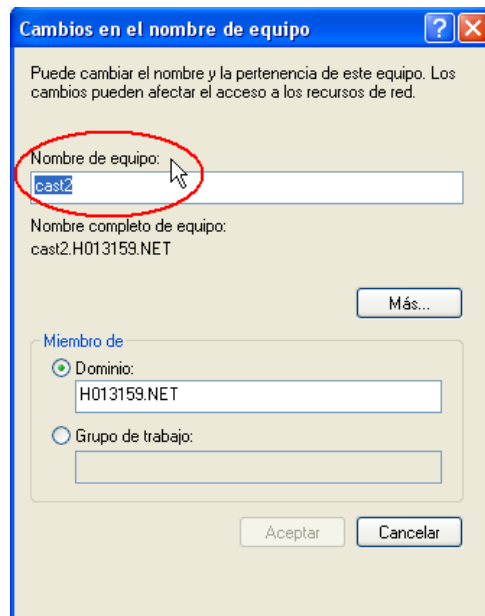 Cambios en el nombre de equipo
Puede cambiar el nombre y la pertenencia de este equipo. Los
cambios pueden afectar el acceso a los recursos de red.
Nombre de equipo:
cast2
Nombre completo de equipo:
cast2.H013159.NET
Más...
Miembro de
Dominio:
H013159.NET
Grupo de trabajo:
Aceptar
Cancelar